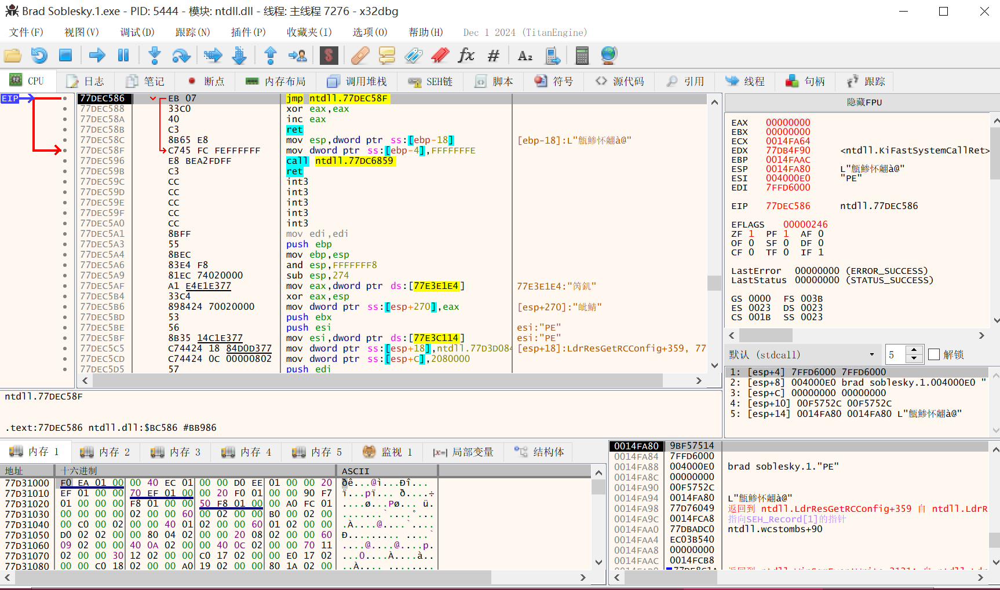 Brad Soblesky.1.exe - PID: 5444 - 模块: ntdll.dll - 线程: 主线程 7276 - x32dbg
文件(F) 视图(V) 调试(D) 跟踪(N) 插件(P) 收藏夹(I) 选项(O) 帮助(H) Dec 1 2024 (TitanEngine)
CPU 日志 笔记 断点 内存布局 调用堆栈 SEH链 脚本 符号 源代码 引用 线程 句柄 跟踪
EIP
77DEC586 EB 07 jmp ntdll.77DEC58F
77DEC588 33C0 xor eax,eax
77DEC58A 40 inc eax
77DEC58B C3 ret
77DEC58C 8B65 E8 mov esp,dword ptr ss:[ebp-18] [ebp-18]:L"
77DEC58F C745 FC FEFFFFFF mov dword ptr ss:[ebp-4],FFFFFFFE
77DEC596 E8 BEA2FDFF call ntdll.77DC6859
77DEC59B C3 ret
77DEC59C CC int3
77DEC59D CC int3
77DEC59E CC int3
77DEC59F CC int3
77DEC5A0 CC int3
77DEC5A1 8BFF mov edi,edi
77DEC5A3 55 push ebp
77DEC5A4 8BEC mov ebp,esp
77DEC5A6 83E4 F8 and esp,FFFFFFF8
77DEC5A9 81EC 74020000 sub esp,274
77DEC5AF A1 E4E1E377 mov eax,dword ptr ds:[77E3E1E4] 77E3E1E4:"
77DEC5B4 33C4 xor eax,esp
77DEC5B6 898424 70020000 mov dword ptr ss:[esp+270],eax [esp+270]:"
77DEC5BD 53 push ebx
77DEC5BE 56 push esi esi:"PE"
77DEC5BF 8B35 14C1E377 mov esi,dword ptr ds:[77E3C114] esi:"PE"
77DEC5C5 C74424 18 84D0D377 mov dword ptr ss:[esp+18],ntdll.77D3D084 [esp+18]:LdrResGetRCConfig+359, 77
77DEC5CD C74424 0C 00000802 mov dword ptr ss:[esp+C],2080000
77DEC5D5 57 push edi
隐藏FPU
EAX 00000000
EBX 00000000
ECX 0014FA64
EDX 77DB4F90 <ntdll.KiFastSystemCallRet>
EBP 0014FAAC
ESP 0014FA80 L"
ESI 004000E0 "PE"
EDI 7FFD6000
EIP 77DEC586 ntdll.77DEC586
EFLAGS 00000246
ZF 1 PF 1 AF 0
OF 0 SF 0 DF 0
CF 0 TF 0 IF 1
LastError 00000000 (ERROR_SUCCESS)
LastStatus 00000000 (STATUS_SUCCESS)
GS 0000 FS 003B
ES 0023 DS 0023
CS 001B SS 0023
默认 (stdcall) 5 解锁
1: [esp+4] 7FFD6000 7FFD6000
2: [esp+8] 004000E0 brad soblesky.1.004000E0 "
3: [esp+C] 00000000 00000000
4: [esp+10] 00F5752C 00F5752C
5: [esp+14] 0014FA80 0014FA80 L"
ntdll.77DEC58F
.text:77DEC586 ntdll.dll:$BC586 #BB986
内存 1 内存 2 内存 3 内存 4 内存 5 监视 1 局部变量 结构体
地址 十六进制 ASCII
77D31000 F0 EA 01 00 00 40 EC 01 00 00 D0 EE 01 00 00 20 ðê...@ì...Ðî...
77D31010 EF 01 00 00 70 EF 01 00 00 20 F0 01 00 00 90 F7 ï...pï... ð....÷
77D31020 01 00 00 00 F8 01 00 00 50 F8 01 00 00 A0 FC 01 ....ø...Pø... ü.
77D31030 00 00 00 00 02 00 00 60 00 02 00 00 B0 00 02 00 .......`....°...
77D31040 00 C0 00 02 00 00 40 01 02 00 00 60 01 02 00 00 .À....@....`....
77D31050 D0 02 02 00 00 80 04 02 00 00 20 08 02 00 00 60 Ð......... ....`
77D31060 09 02 00 00 40 0A 02 00 00 40 0C 02 00 00 70 11 ....@....@....p.
77D31070 02 00 00 30 12 02 00 00 C0 17 02 00 00 E0 17 02 ...0....À....à..
77D31080 00 00 C0 18 02 00 00 A0 19 02 00 00 80 1A 02 00 ..À.... ........
0014FA80 9BF57514
0014FA84 7FFD6000
0014FA88 004000E0 brad soblesky.1."PE"
0014FA8C 00000000
0014FA90 00F5752C
0014FA94 0014FA80 L"
0014FA98 77D76049 返回到 ntdll.LdrResGetRCConfig+359 自 ntdll.LdrR
0014FA9C 0014FCA8 指向SEH_Record[1]的指针
0014FAA0 77DBADC0 ntdll.wcstombs+90
0014FAA4 EC03B540
0014FAA8 00000000
0014FAAC 0014FCB8